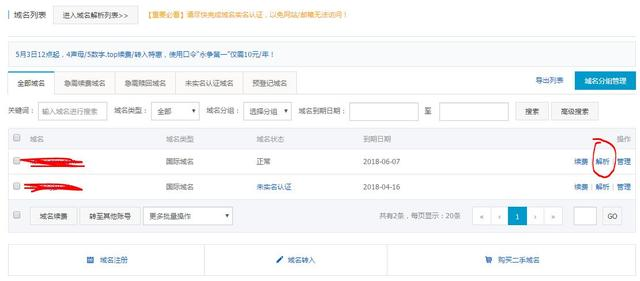 域名列表 进入域名解析列表>> 【重要必看】请尽快完成域名实名认证，以免网站/邮箱无法访问！
5月3日12点起，4声母/5数字.top续费/转入特惠，使用口令"永争第一"仅需10元/年！
全部域名 急需续费域名 急需赎回域名 未实名认证域名 预登记域名 导出列表 域名分组管理
关键词： 输入域名进行搜索 域名类型： 全部 域名分组： 选择分组 域名到期日期： 至 搜索 高级搜索
域名 域名类型 域名状态 到期日期 操作
国际域名 正常 2018-06-07 续费 | 解析 | 管理
国际域名 未实名认证 2018-04-16 续费 | 解析 | 管理
域名续费 转至其他账号 更多批量操作 共有2条，每页显示：20条 « ‹ 1 › » GO
域名注册 域名转入 购买二手域名